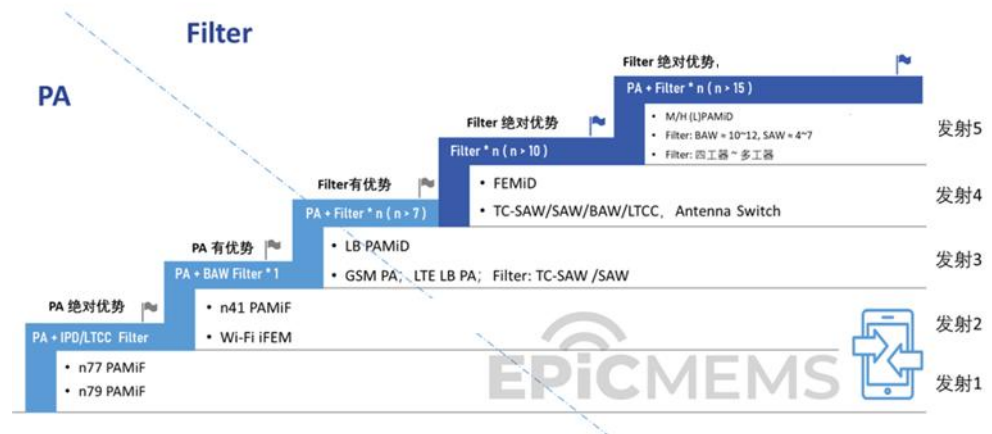 Filter
PA
Filter 绝对优势,
PA + Filter * n ( n > 15 )
• M/H (L)PAMiD
• Filter: BAW ≈ 10~12, SAW ≈ 4~7
• Filter: 四工器 ~ 多工器
发射5
Filter 绝对优势
Filter * n ( n > 10 )
• FEMiD
• TC-SAW/SAW/BAW/LTCC, Antenna Switch
发射4
Filter有优势
PA + Filter * n ( n > 7 )
• LB PAMiD
• GSM PA; LTE LB PA; Filter: TC-SAW /SAW
发射3
PA 有优势
PA + BAW Filter * 1
• n41 PAMiF
• Wi-Fi iFEM
发射2
PA 绝对优势
PA + IPD/LTCC Filter
• n77 PAMiF
• n79 PAMiF
发射1
EPICMEMS